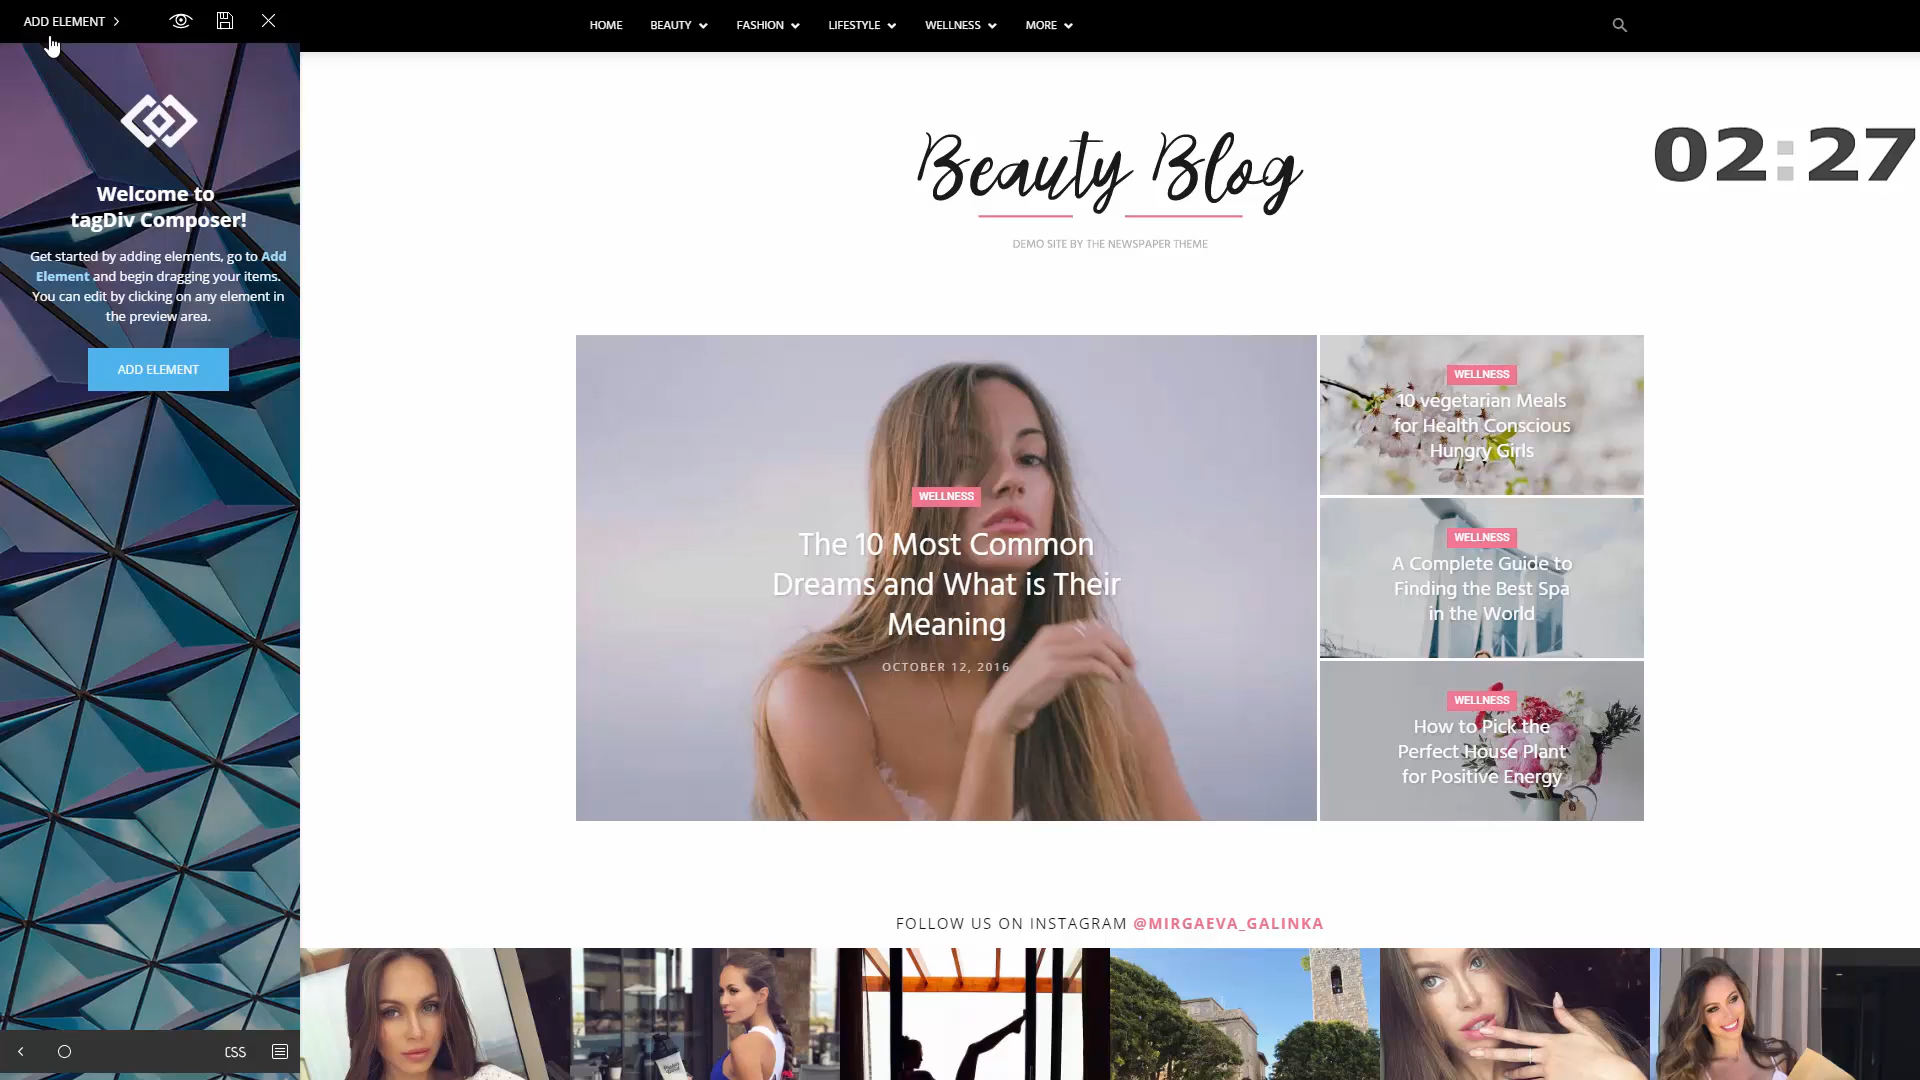 ADD ELEMENT
HOME BEAUTY FASHION LIFESTYLE WELLNESS MORE
Welcome to
tagDiv Composer!
Get started by adding elements, go to Add
Element and begin dragging your items.
You can edit by clicking on any element in
the preview area.
ADD ELEMENT
CSS
Beauty Blog
DEMO SITE BY THE NEWSPAPER THEME
02:27
WELLNESS
The 10 Most Common
Dreams and What is Their
Meaning
OCTOBER 12, 2016
WELLNESS
10 vegetarian Meals
for Health Conscious
Hungry Girls
WELLNESS
A Complete Guide to
Finding the Best Spa
in the World
WELLNESS
How to Pick the
Perfect House Plant
for Positive Energy
FOLLOW US ON INSTAGRAM @MIRGAEVA_GALINKA